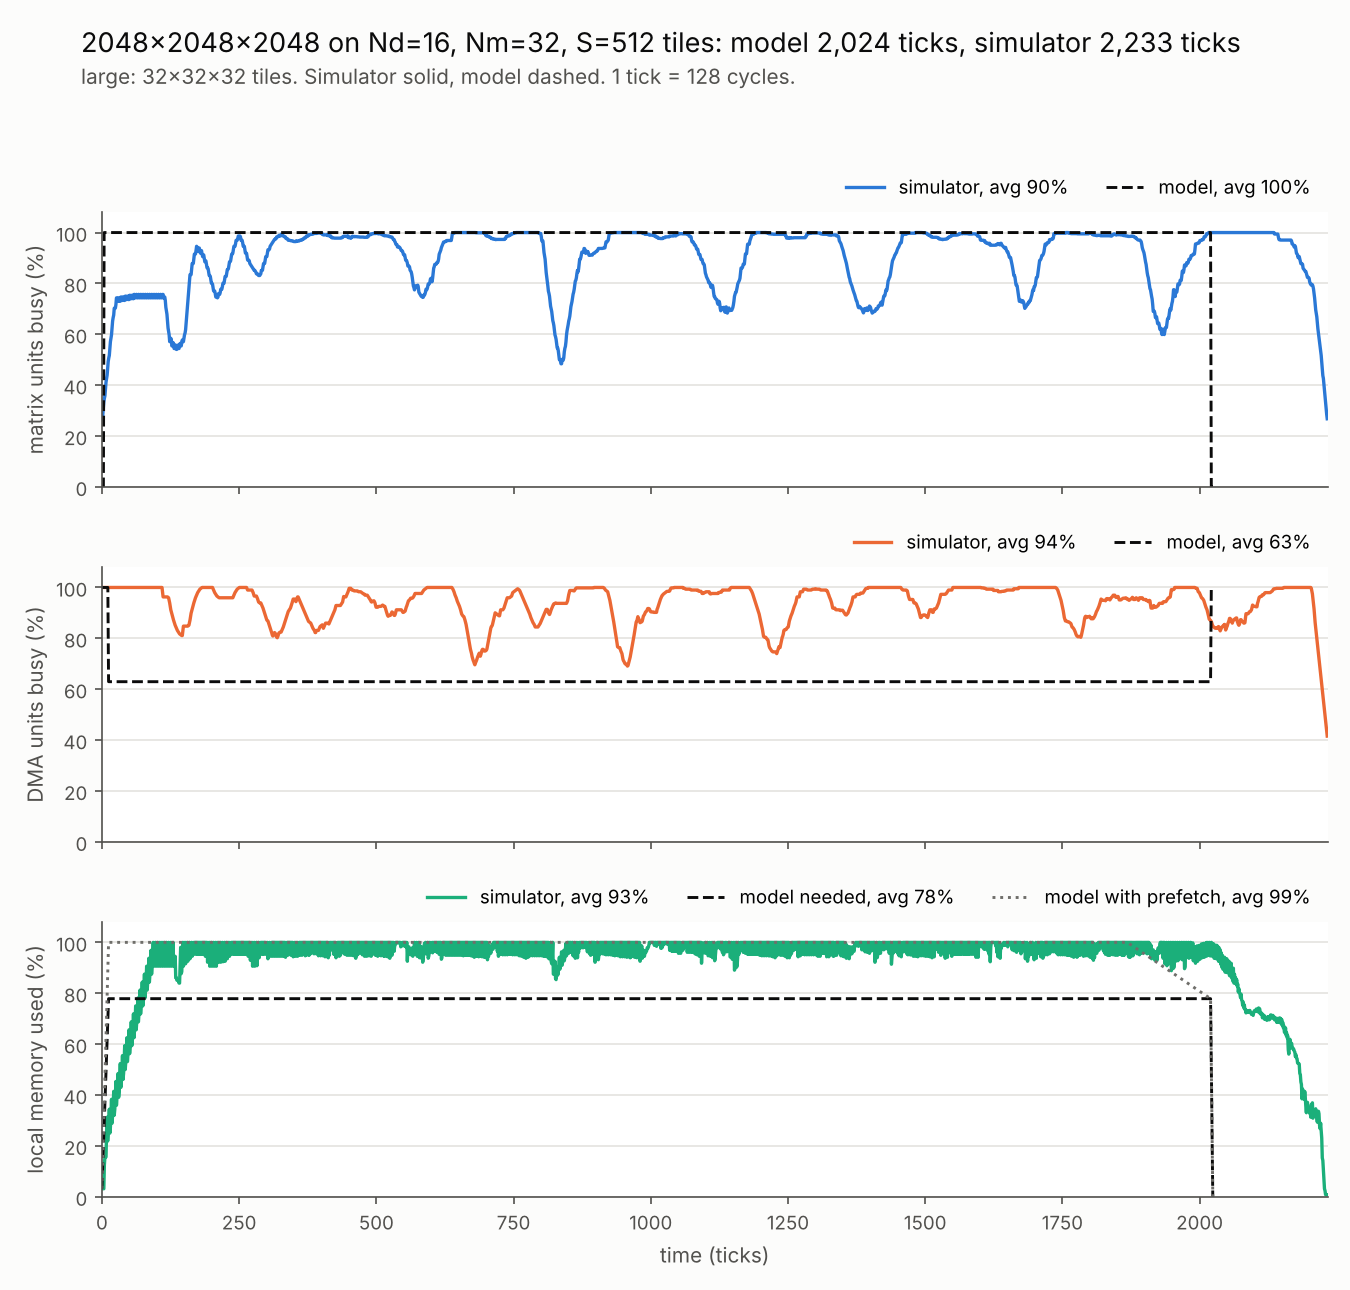 2048×2048×2048 on Nd=16, Nm=32, S=512 tiles: model 2,024 ticks, simulator 2,233 ticks
large: 32×32×32 tiles. Simulator solid, model dashed. 1 tick = 128 cycles.
simulator, avg 90%
model, avg 100%
matrix units busy (%)
100
80
60
40
20
0
simulator, avg 94%
model, avg 63%
DMA units busy (%)
100
80
60
40
20
0
simulator, avg 93%
model needed, avg 78%
model with prefetch, avg 99%
local memory used (%)
100
80
60
40
20
0
0
250
500
750
1000
1250
1500
1750
2000
time (ticks)